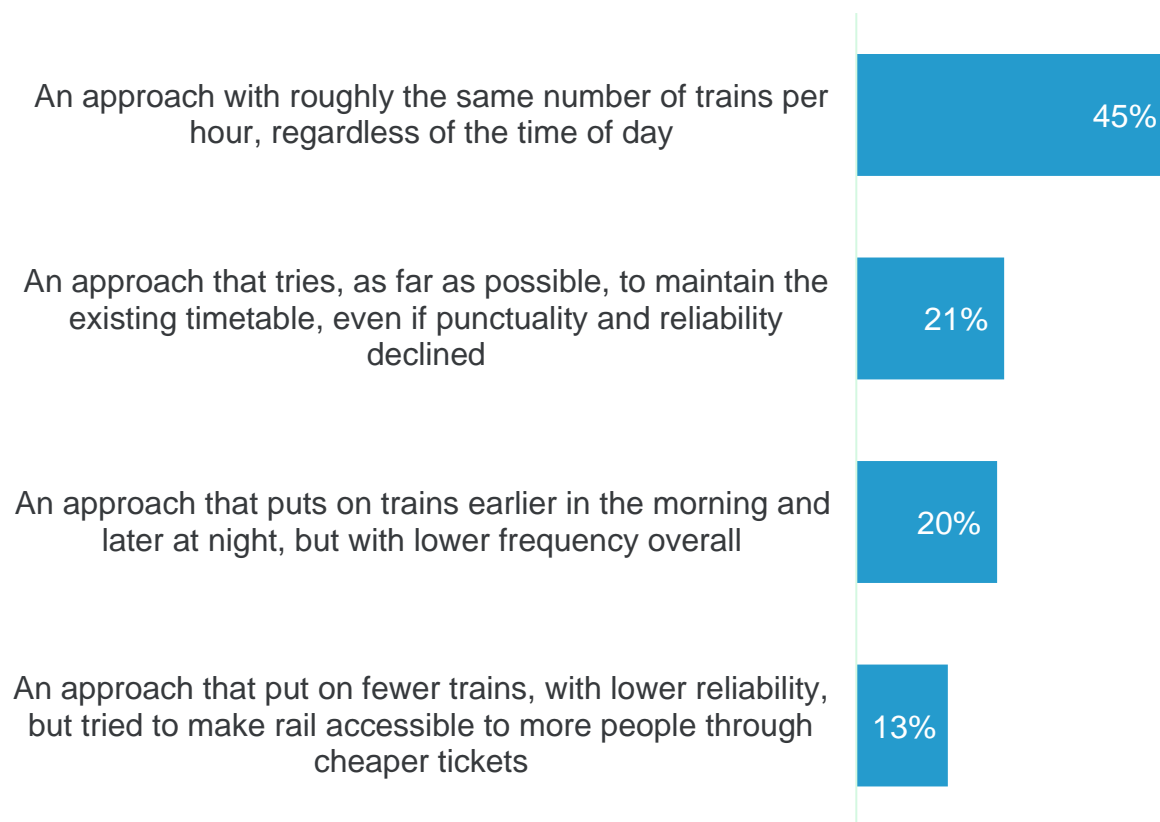 An approach with roughly the same number of trains per
hour, regardless of the time of day
45%
An approach that tries, as far as possible, to maintain the
existing timetable, even if punctuality and reliability
declined
21%
An approach that puts on trains earlier in the morning and
later at night, but with lower frequency overall
20%
An approach that put on fewer trains, with lower reliability,
but tried to make rail accessible to more people through
cheaper tickets
13%